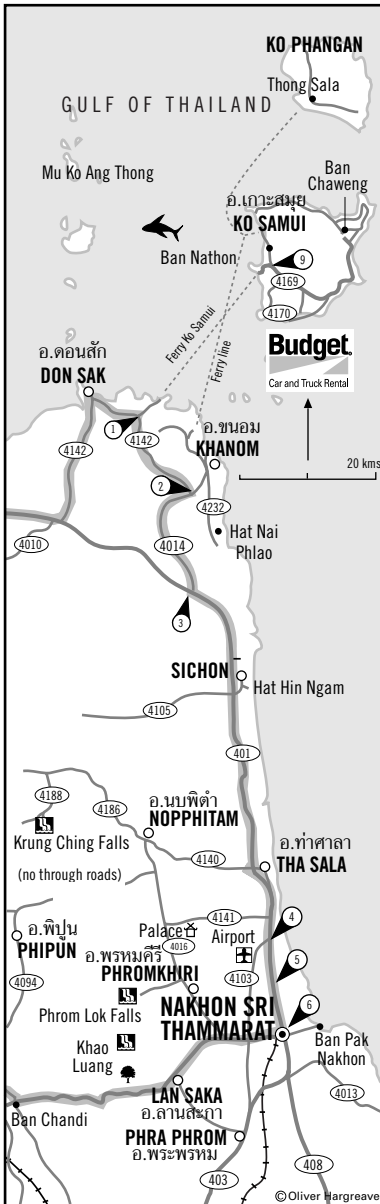 KO PHANGAN
Thong Sala
GULF OF THAILAND
Mu Ko Ang Thong
Ban
Chaweng
อ.เกาะสมุย
KO SAMUI
Ban Nathon
9
4169
4170
Ferry Ko Samui
Ferry line
Budget
Car and Truck Rental
อ.ดอนสัก
DON SAK
1
4142
อ.ขนอม
KHANOM
4142
20 kms
2
4232
4010
4014
Hat Nai
Phlao
3
SICHON
Hat Hin Ngam
4105
401
4188
4186
อ.นบพิตำ
NOPPHITAM
Krung Ching Falls
(no through roads)
4140
อ.ท่าศาลา
THA SALA
อ.พิปูน
PHIPUN
Palace
4141
4
4016
Airport
อ.พรหมคีรี
PHROMKHIRI
5
4094
4103
Phrom Lok Falls
NAKHON SRI
THAMMARAT
6
Khao
Luang
Ban Pak
Nakhon
4013
LAN SAKA
อ.ลานสะกา
Ban Chandi
PHRA PHROM
อ.พระพรหม
403
408
© Oliver Hargreave